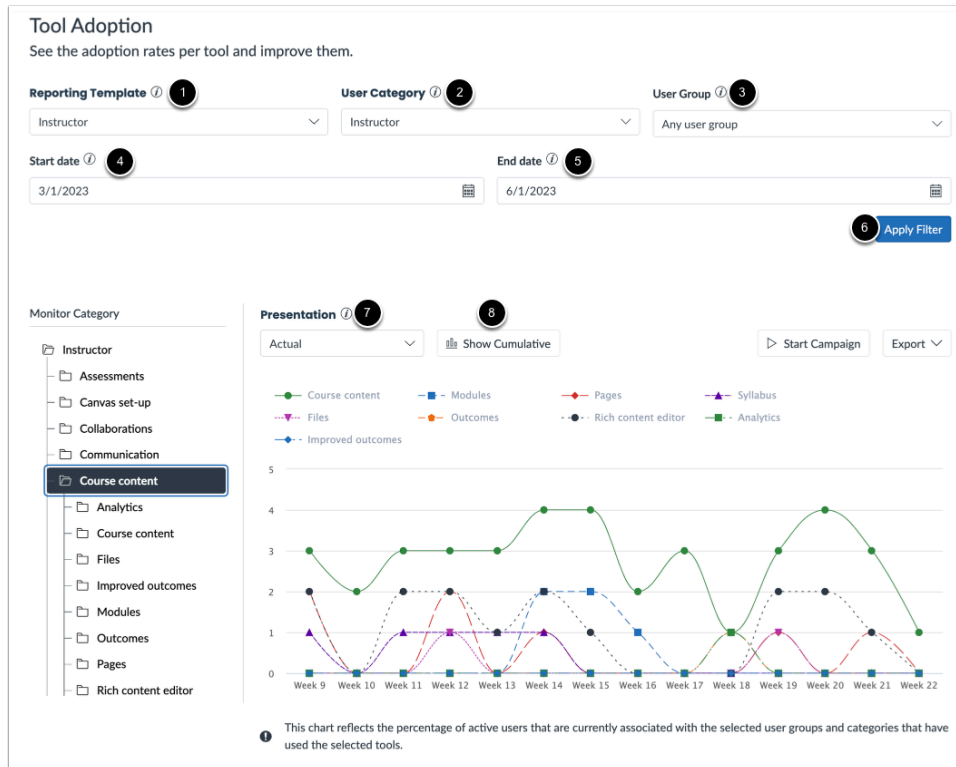 Tool Adoption
See the adoption rates per tool and improve them.
Reporting Template i 1
User Category i 2
User Group i 3
Instructor
Instructor
Any user group
Start date i 4
End date i 5
3/1/2023
6/1/2023
6 Apply Filter
Monitor Category
Instructor
Assessments
Canvas set-up
Collaborations
Communication
Course content
Analytics
Course content
Files
Improved outcomes
Modules
Outcomes
Pages
Rich content editor
Presentation i 7
8
Actual
Show Cumulative
Start Campaign
Export
Course content Modules Pages Syllabus
Files Outcomes Rich content editor Analytics
Improved outcomes
5
4
3
2
1
0
Week 9 Week 10 Week 11 Week 12 Week 13 Week 14 Week 15 Week 16 Week 17 Week 18 Week 19 Week 20 Week 21 Week 22
This chart reflects the percentage of active users that are currently associated with the selected user groups and categories that have
used the selected tools.